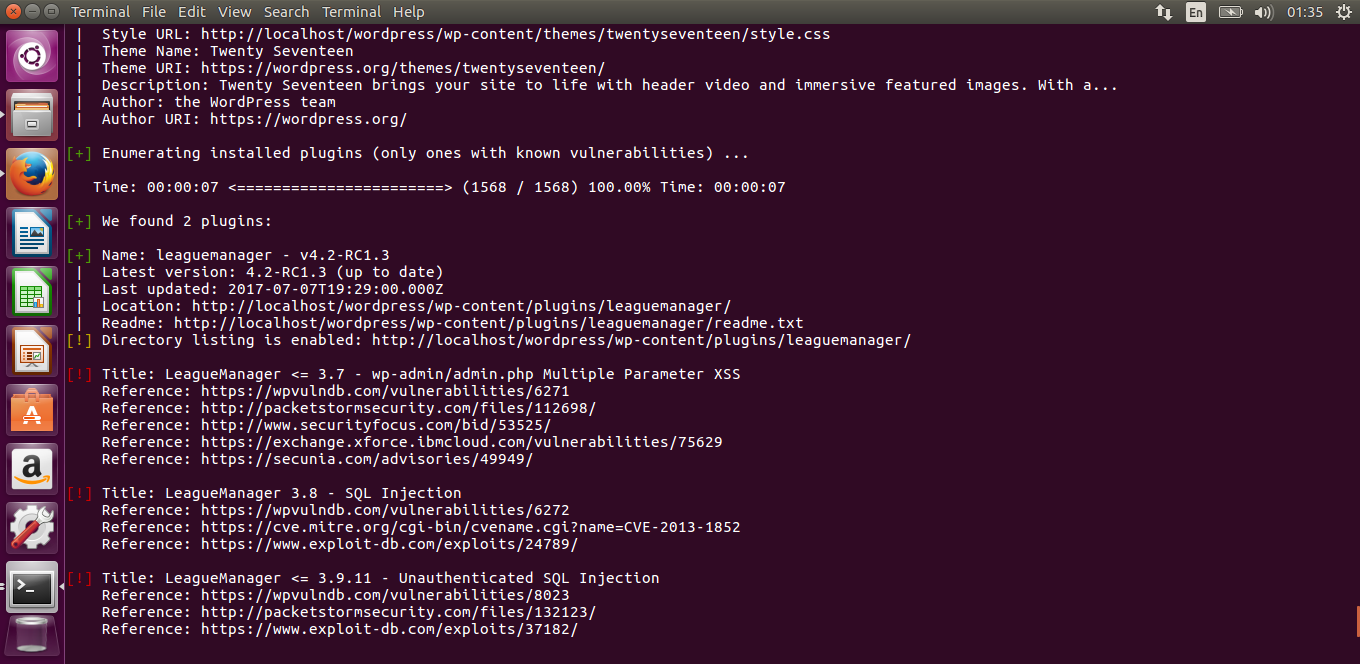 Terminal File Edit View Search Terminal Help En 01:35
| Style URL: http://localhost/wordpress/wp-content/themes/twentyseventeen/style.css
| Theme Name: Twenty Seventeen
| Theme URI: https://wordpress.org/themes/twentyseventeen/
| Description: Twenty Seventeen brings your site to life with header video and immersive featured images. With a...
| Author: the WordPress team
| Author URI: https://wordpress.org/
[+] Enumerating installed plugins (only ones with known vulnerabilities) ...
Time: 00:00:07 <=======================> (1568 / 1568) 100.00% Time: 00:00:07
[+] We found 2 plugins:
[+] Name: leaguemanager - v4.2-RC1.3
| Latest version: 4.2-RC1.3 (up to date)
| Last updated: 2017-07-07T19:29:00.000Z
| Location: http://localhost/wordpress/wp-content/plugins/leaguemanager/
| Readme: http://localhost/wordpress/wp-content/plugins/leaguemanager/readme.txt
[!] Directory listing is enabled: http://localhost/wordpress/wp-content/plugins/leaguemanager/
[!] Title: LeagueManager <= 3.7 - wp-admin/admin.php Multiple Parameter XSS
Reference: https://wpvulndb.com/vulnerabilities/6271
Reference: http://packetstormsecurity.com/files/112698/
Reference: http://www.securityfocus.com/bid/53525/
Reference: https://exchange.xforce.ibmcloud.com/vulnerabilities/75629
Reference: https://secunia.com/advisories/49949/
[!] Title: LeagueManager 3.8 - SQL Injection
Reference: https://wpvulndb.com/vulnerabilities/6272
Reference: https://cve.mitre.org/cgi-bin/cvename.cgi?name=CVE-2013-1852
Reference: https://www.exploit-db.com/exploits/24789/
[!] Title: LeagueManager <= 3.9.11 - Unauthenticated SQL Injection
Reference: https://wpvulndb.com/vulnerabilities/8023
Reference: http://packetstormsecurity.com/files/132123/
Reference: https://www.exploit-db.com/exploits/37182/